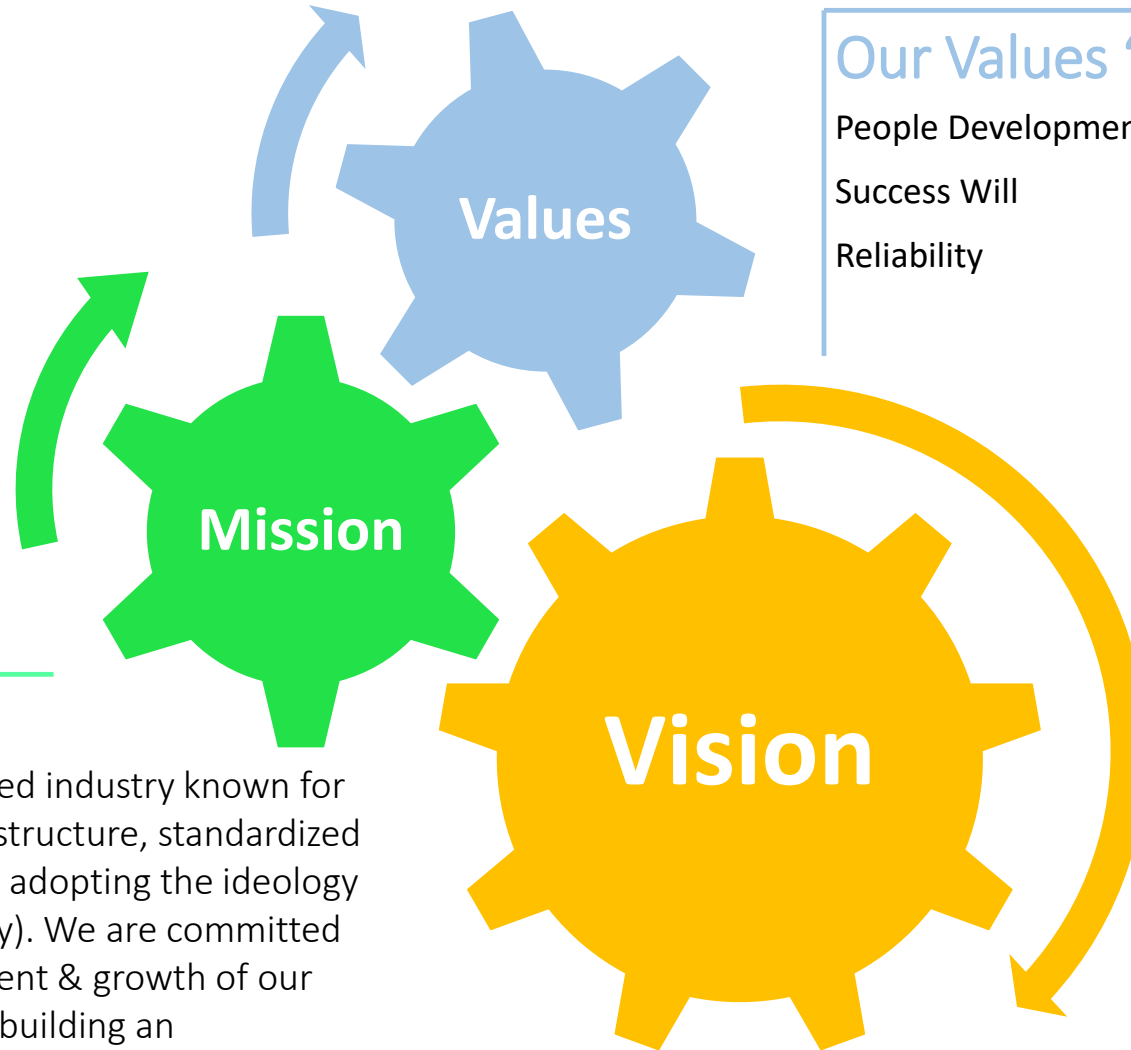 Our Values “
People Developmen
Success Will
Reliability
Values
Mission
Vision
ed industry known for
structure, standardized
adopting the ideology
y). We are committed
ent & growth of our
building an